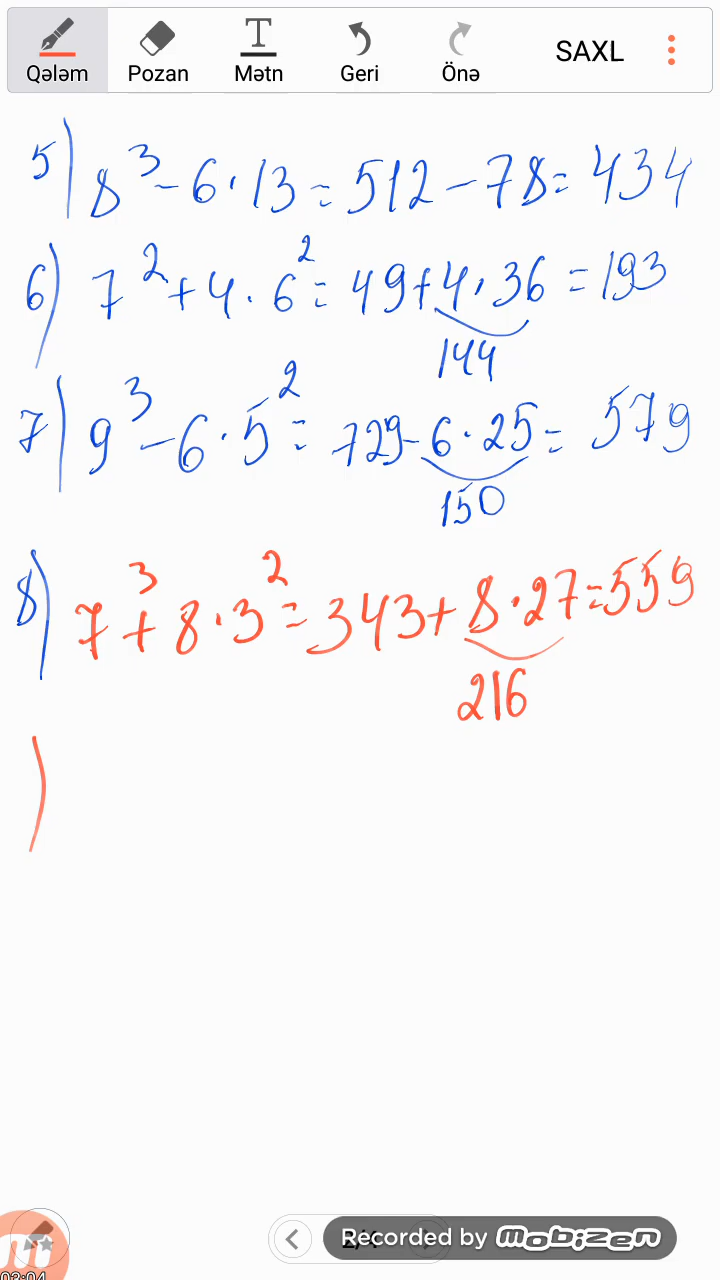 Qələm Pozan Mətn Geri Önə SAXL
5) 8³ - 6 · 13 = 512 - 78 = 434
6) 7² + 4 · 6² = 49 + 4 · 36 = 193
144
7) 9³ - 6 · 5² = 729 - 6 · 25 = 579
150
8) 7³ + 8 · 3² = 343 + 8 · 27 = 559
216
)
Recorded by mobizen
03:04